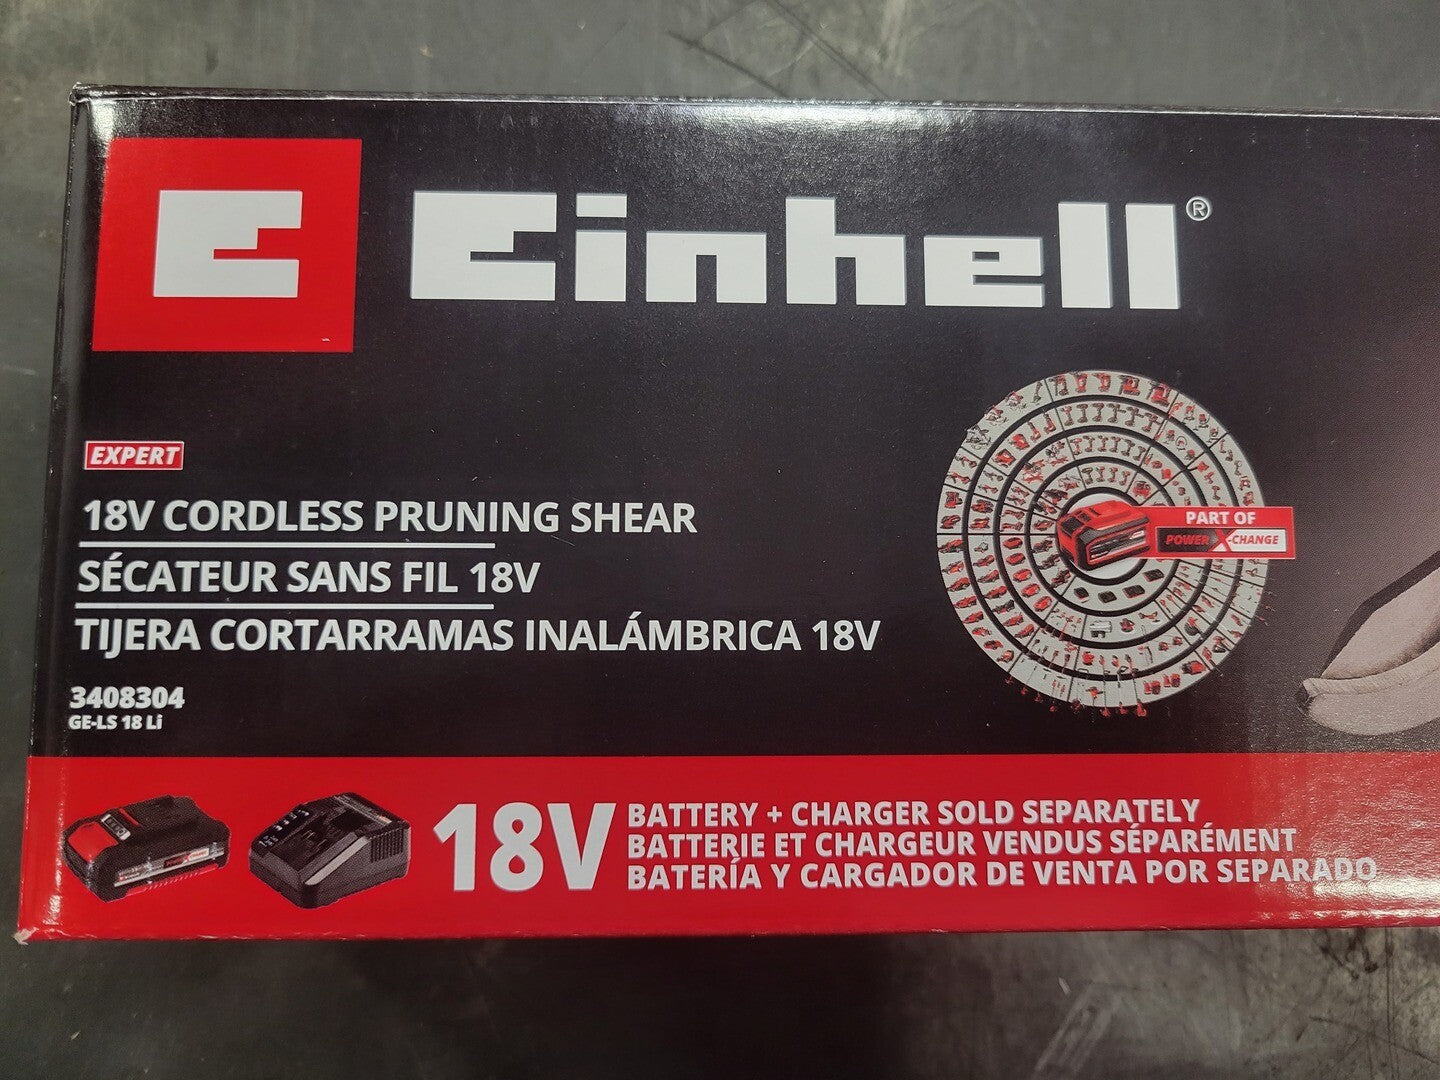 Einhell®
EXPERT
18V CORDLESS PRUNING SHEAR
SÉCATEUR SANS FIL 18V
TIJERA CORTARRAMAS INALÁMBRICA 18V
3408304
GE-LS 18 Li
PART OF
POWER X-CHANGE
18V
BATTERY + CHARGER SOLD SEPARATELY
BATTERIE ET CHARGEUR VENDUS SÉPARÉMENT
BATERÍA Y CARGADOR DE VENTA POR SEPARADO